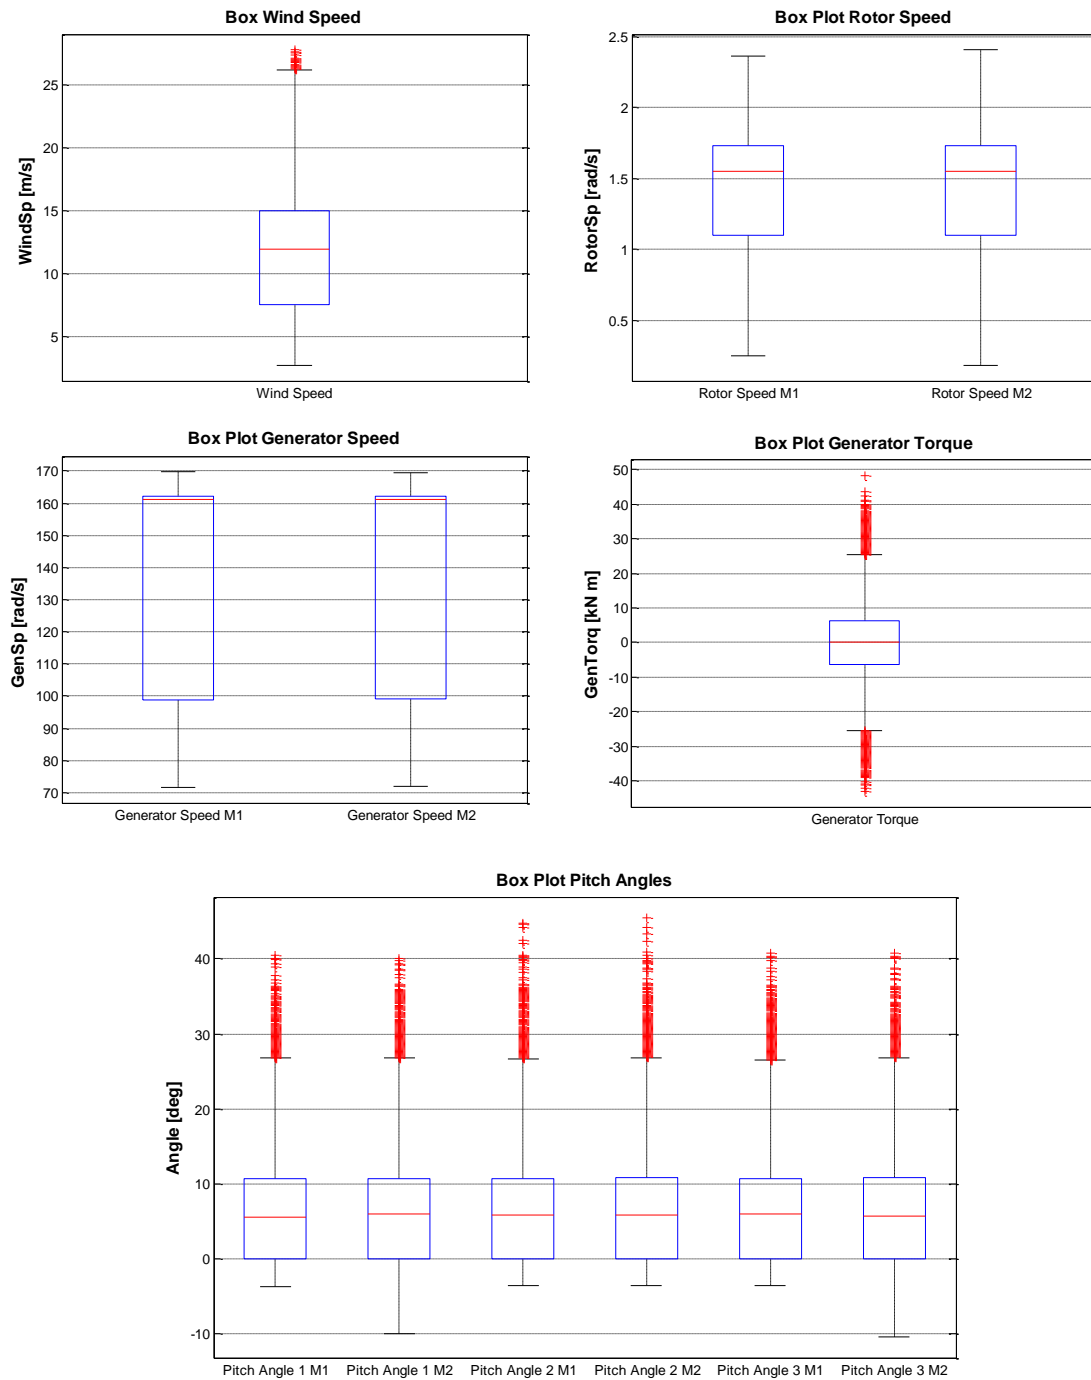 Box Wind Speed
WindSp [m/s]
25
20
15
10
5
Wind Speed
Box Plot Rotor Speed
RotorSp [rad/s]
2.5
2
1.5
1
0.5
Rotor Speed M1 Rotor Speed M2
Box Plot Generator Speed
GenSp [rad/s]
170
160
150
140
130
120
110
100
90
80
70
Generator Speed M1 Generator Speed M2
Box Plot Generator Torque
GenTorq [kN m]
50
40
30
20
10
0
-10
-20
-30
-40
Generator Torque
Box Plot Pitch Angles
Angle [deg]
40
30
20
10
0
-10
Pitch Angle 1 M1 Pitch Angle 1 M2 Pitch Angle 2 M1 Pitch Angle 2 M2 Pitch Angle 3 M1 Pitch Angle 3 M2